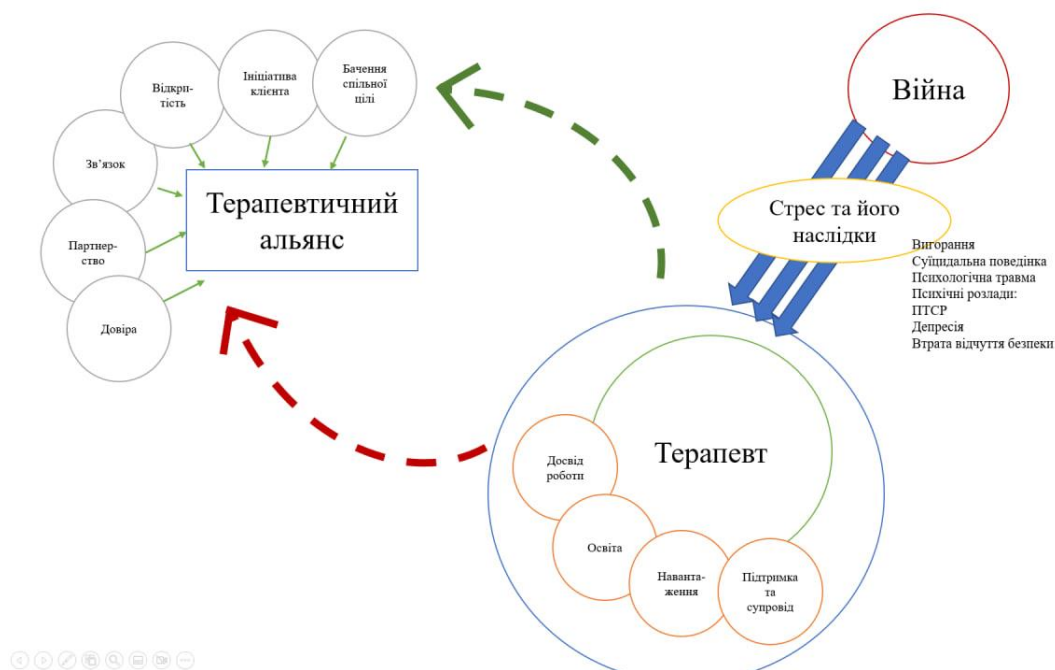 Бачення
спільної
цілі
Ініціатива
клієнта
Відкри-
тість
Зв’язок
Партнер-
ство
Довіра
Терапевтичний
альянс
Війна
Стрес та його
наслідки
Вигорання
Суїцидальна поведінка
Психологічна травма
Психічні розлади:
ПТСР
Депресія
Втрата відчуття безпеки
Терапевт
Досвід
роботи
Освіта
Наванта-
ження
Підтримка
та
супровід